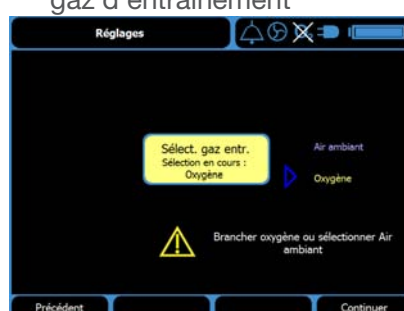 gaz d'entraînement
Réglages
Sélect. gaz entr.
Sélection en cours :
Oxygène
Air ambiant
Oxygène
Brancher oxygène ou sélectionner Air
ambiant
Précédent
Continuer